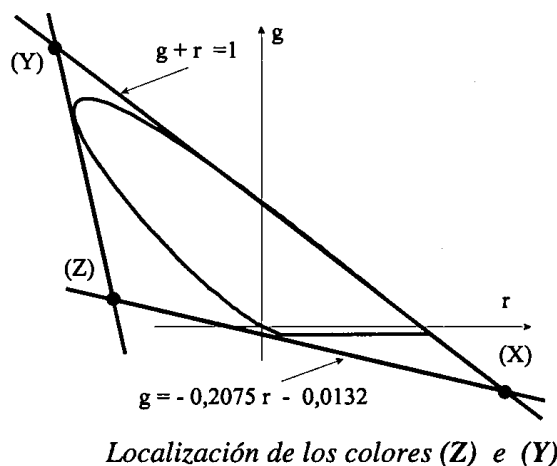 g
(Y)
g + r =1
(Z)
r
(X)
g = - 0,2075 r - 0,0132
Localización de los colores (Z) e (Y)